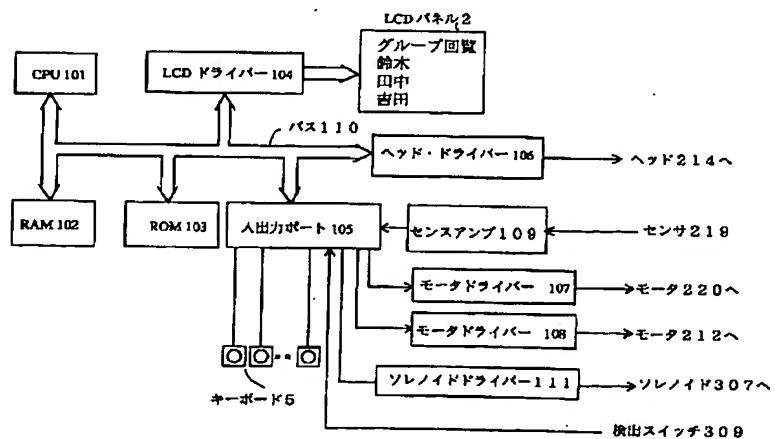 LCDパネル2
グループ回覧
鈴木
田中
吉田
CPU 101
LCD ドライバー 104
バス110
ヘッド・ドライバー 106
ヘッド214へ
RAM 102
ROM 103
入出力ポート 105
センスアンプ109
センサ219
モータドライバー 107
モータ220へ
モータドライバー 108
モータ212へ
キーボード5
ソレノイドドライバー111
ソレノイド307へ
検出スイッチ309